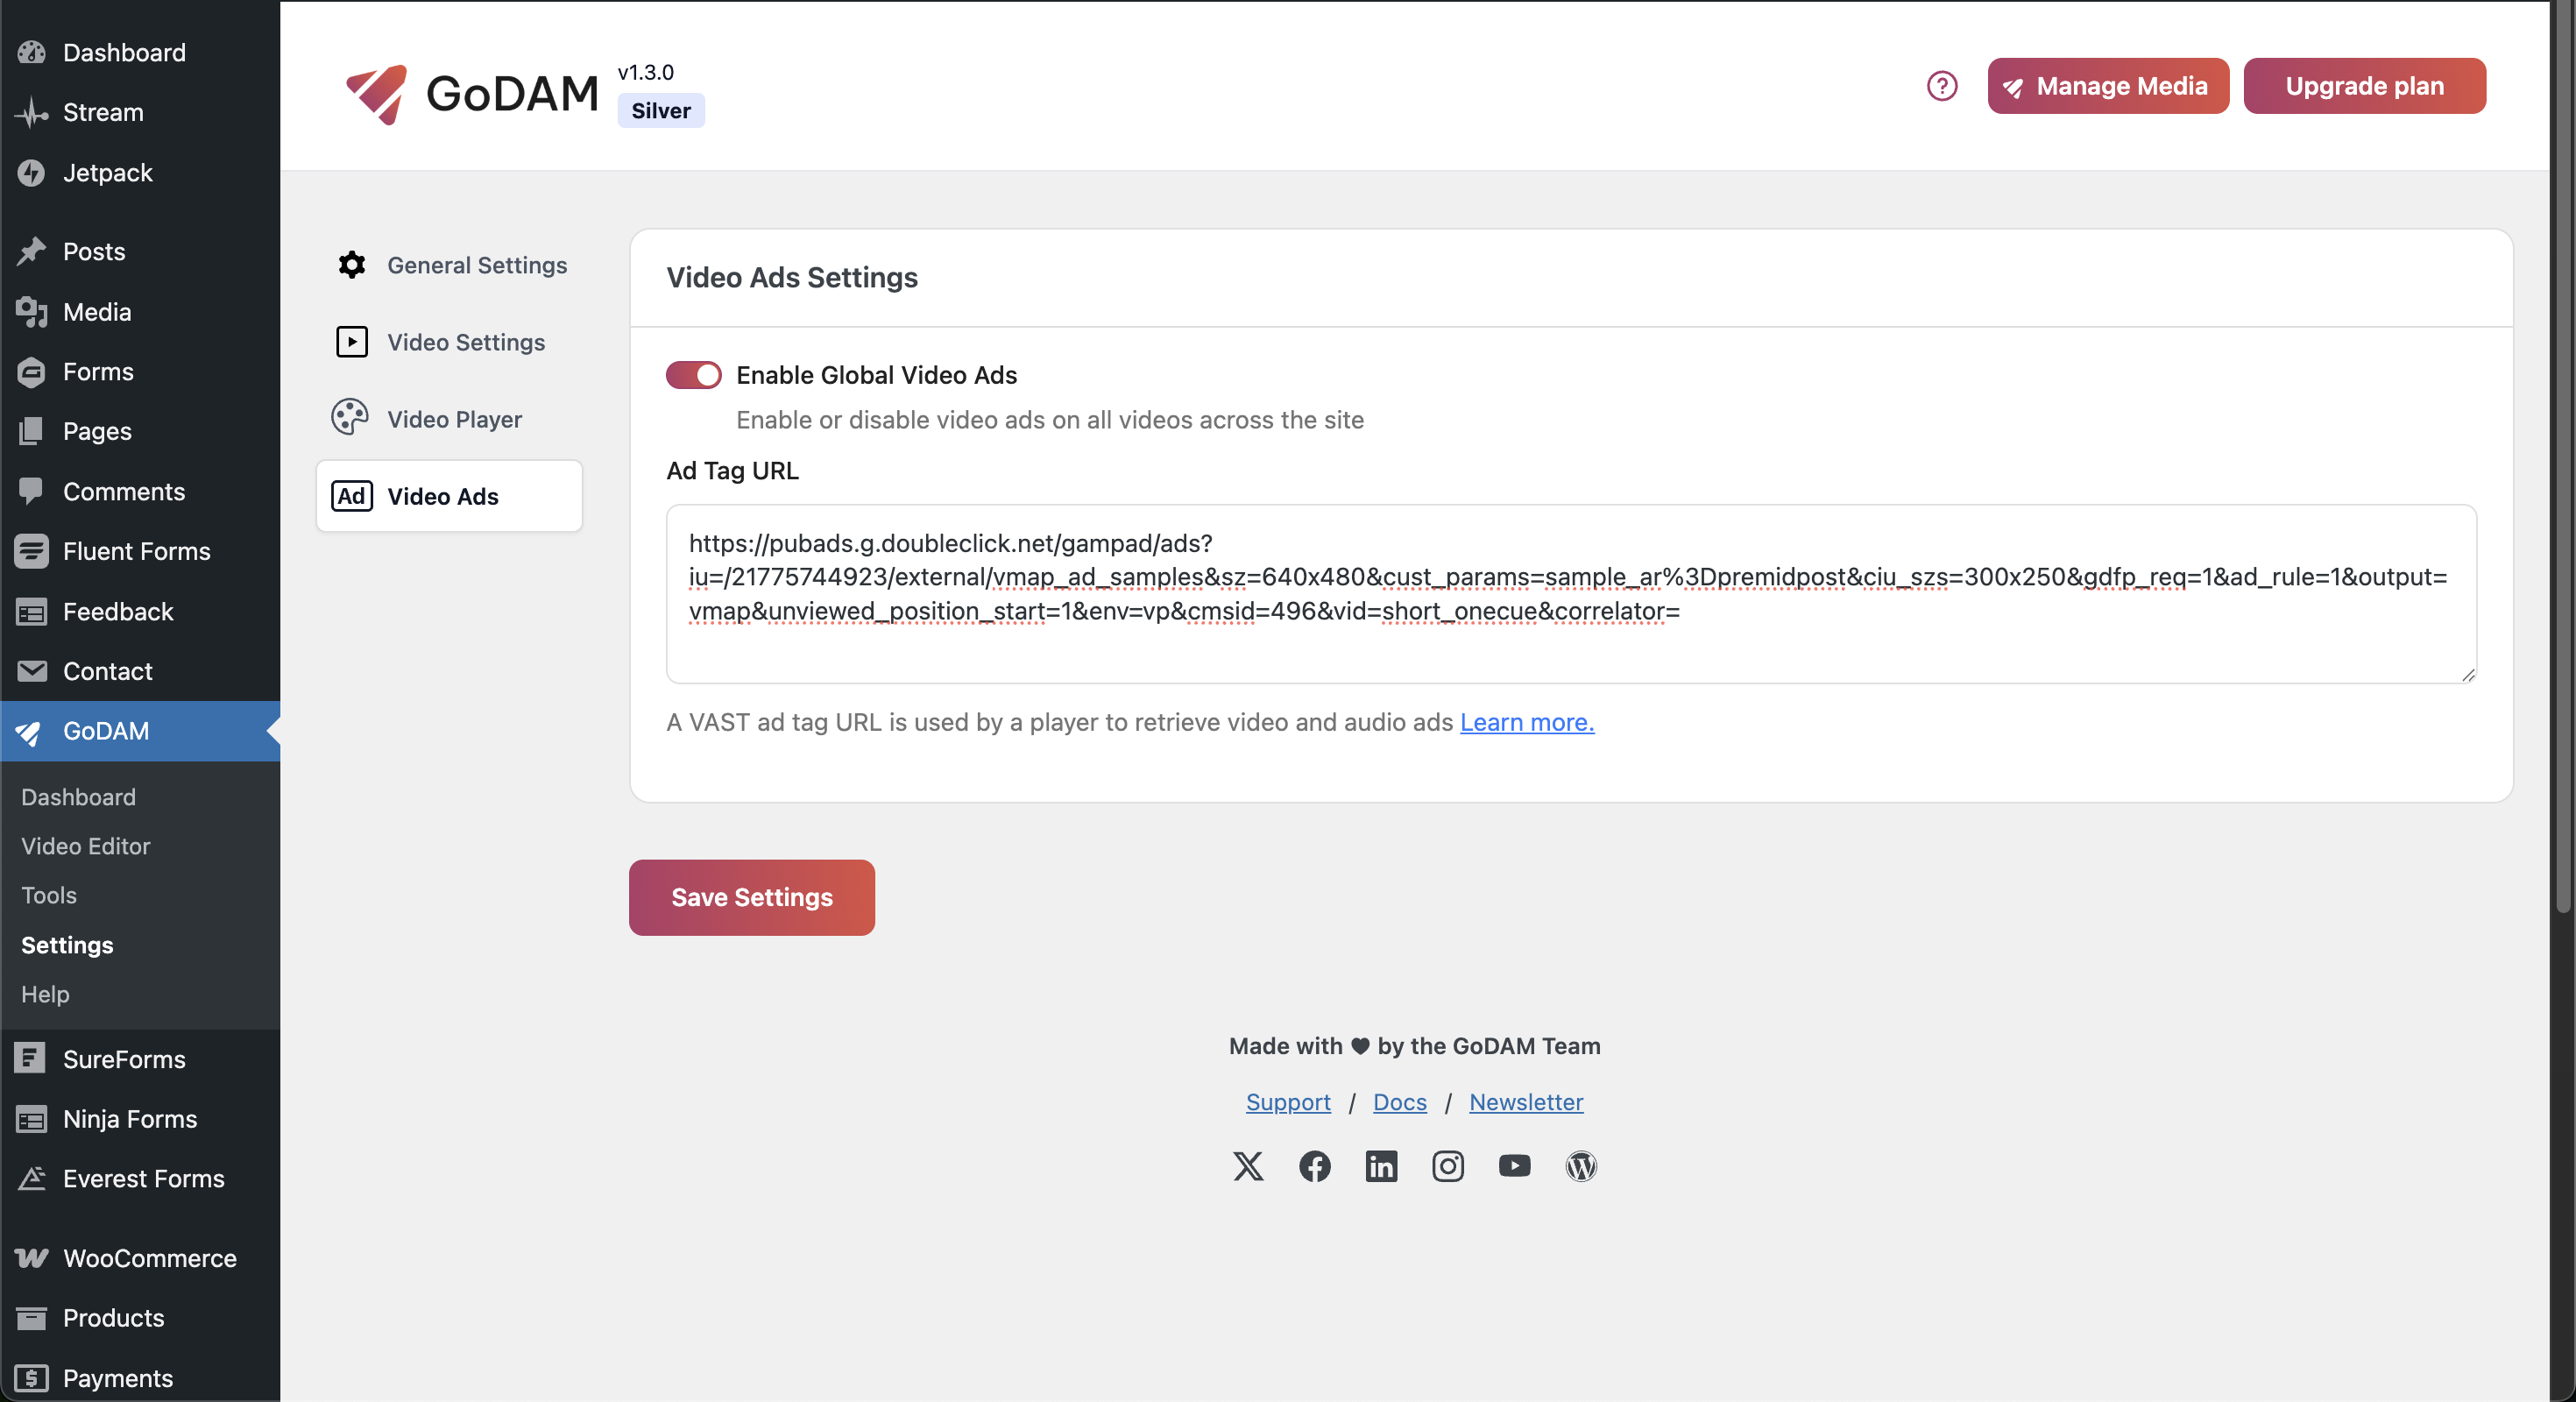 Dashboard
Stream
Jetpack
Posts
Media
Forms
Pages
Comments
Fluent Forms
Feedback
Contact
GoDAM
Dashboard
Video Editor
Tools
Settings
Help
SureForms
Ninja Forms
Everest Forms
WooCommerce
Products
Payments
GoDAM
v1.3.0
Silver
?
Manage Media
Upgrade plan
General Settings
Video Settings
Video Player
Ad Video Ads
Video Ads Settings
Enable Global Video Ads
Enable or disable video ads on all videos across the site
Ad Tag URL
https://pubads.g.doubleclick.net/gampad/ads?
iu=/21775744923/external/vmap_ad_samples&sz=640x480&cust_params=sample_ar%3Dpremidpost&ciu_szs=300x250&gdfp_req=1&ad_rule=1&output=
vmap&unviewed_position_start=1&env=vp&cmsid=496&vid=short_onecue&correlator=
A VAST ad tag URL is used by a player to retrieve video and audio ads Learn more.
Save Settings
Made with ♥ by the GoDAM Team
Support / Docs / Newsletter